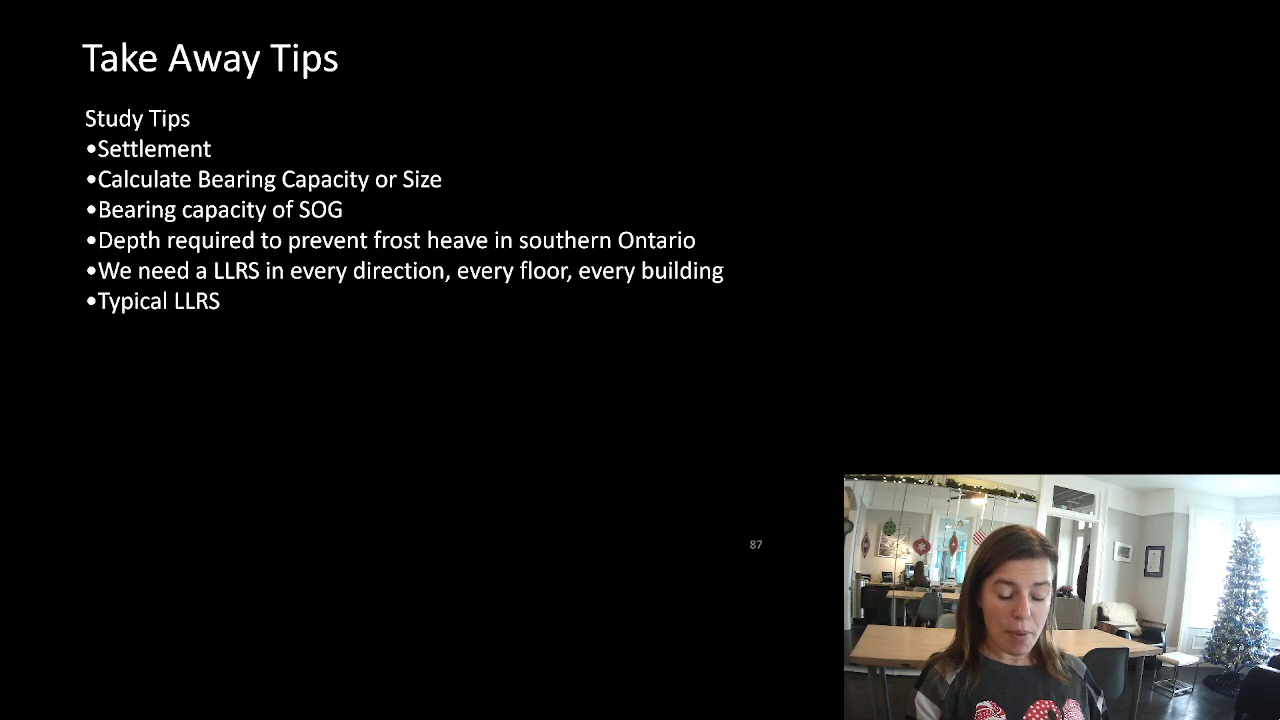 Take Away Tips
Study Tips
•Settlement
•Calculate Bearing Capacity or Size
•Bearing capacity of SOG
•Depth required to prevent frost heave in southern Ontario
•We need a LLRS in every direction, every floor, every building
•Typical LLRS
87